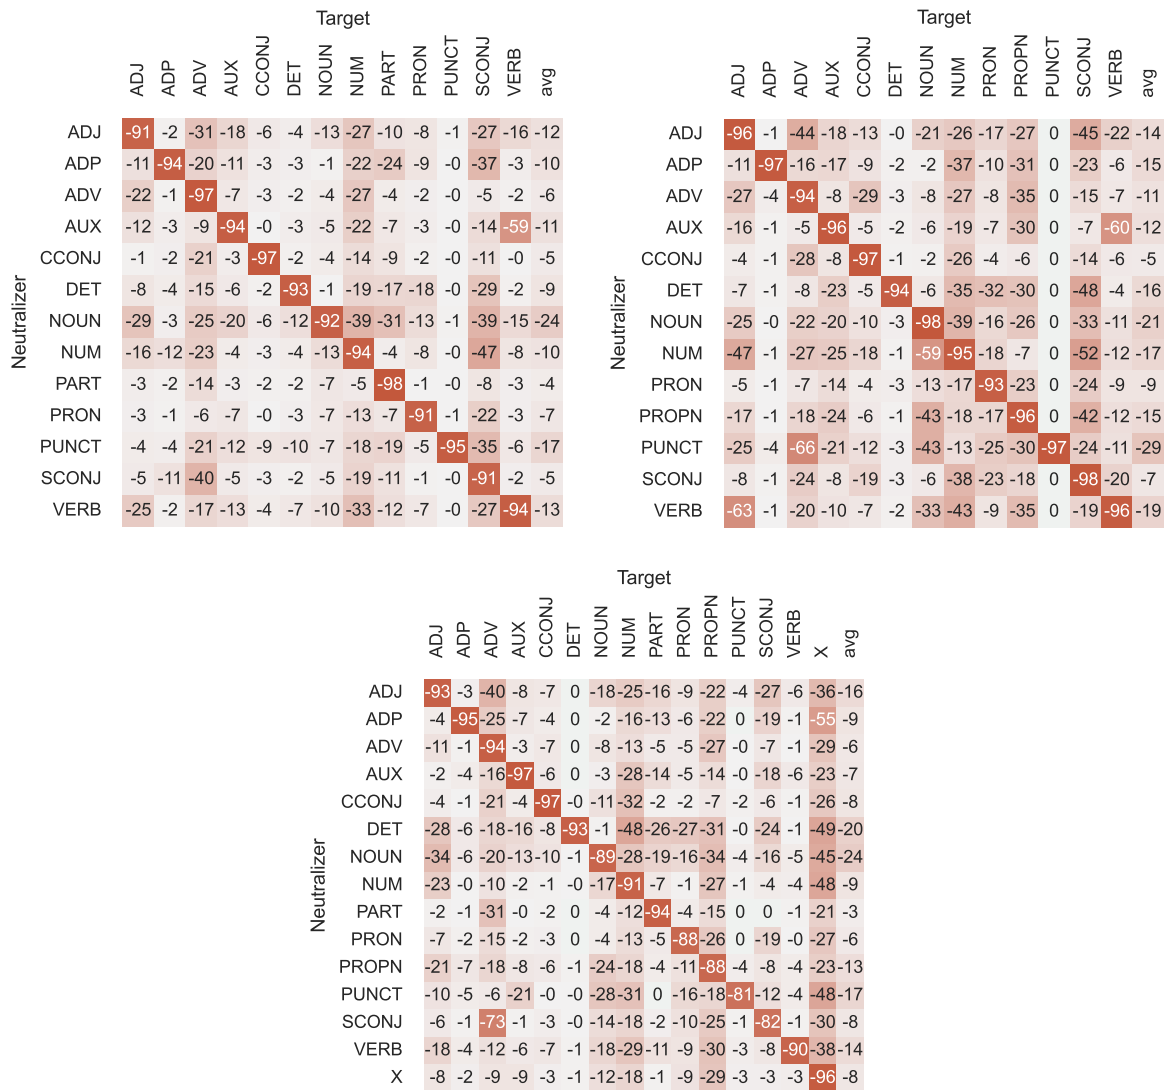 Target
ADJ ADP ADV AUX CCONJ DET NOUN NUM PART PRON PUNCT SCONJ VERB avg
Neutralizer
ADJ -91 -2 -31 -18 -6 -4 -13 -27 -10 -8 -1 -27 -16 -12
ADP -11 -94 -20 -11 -3 -3 -1 -22 -24 -9 -0 -37 -3 -10
ADV -22 -1 -97 -7 -3 -2 -4 -27 -4 -2 -0 -5 -2 -6
AUX -12 -3 -9 -94 -0 -3 -5 -22 -7 -3 -0 -14 -59 -11
CCONJ -1 -2 -21 -3 -97 -2 -4 -14 -9 -2 -0 -11 -0 -5
DET -8 -4 -15 -6 -2 -93 -1 -19 -17 -18 -0 -29 -2 -9
NOUN -29 -3 -25 -20 -6 -12 -92 -39 -31 -13 -1 -39 -15 -24
NUM -16 -12 -23 -4 -3 -4 -13 -94 -4 -8 -0 -47 -8 -10
PART -3 -2 -14 -3 -2 -2 -7 -5 -98 -1 -0 -8 -3 -4
PRON -3 -1 -6 -7 -0 -3 -7 -13 -7 -91 -1 -22 -3 -7
PUNCT -4 -4 -21 -12 -9 -10 -7 -18 -19 -5 -95 -35 -6 -17
SCONJ -5 -11 -40 -5 -3 -2 -5 -19 -11 -1 -0 -91 -2 -5
VERB -25 -2 -17 -13 -4 -7 -10 -33 -12 -7 -0 -27 -94 -13
Target
ADJ ADP ADV AUX CCONJ DET NOUN NUM PRON PROPN PUNCT SCONJ VERB avg
Neutralizer
ADJ -96 -1 -44 -18 -13 -0 -21 -26 -17 -27 0 -45 -22 -14
ADP -11 -97 -16 -17 -9 -2 -2 -37 -10 -31 0 -23 -6 -15
ADV -27 -4 -94 -8 -29 -3 -8 -27 -8 -35 0 -15 -7 -11
AUX -16 -1 -5 -96 -5 -2 -6 -19 -7 -30 0 -7 -60 -12
CCONJ -4 -1 -28 -8 -97 -1 -2 -26 -4 -6 0 -14 -6 -5
DET -7 -1 -8 -23 -5 -94 -6 -35 -32 -30 0 -48 -4 -16
NOUN -25 -0 -22 -20 -10 -3 -98 -39 -16 -26 0 -33 -11 -21
NUM -47 -1 -27 -25 -18 -1 -59 -95 -18 -7 0 -52 -12 -17
PRON -5 -1 -7 -14 -4 -3 -13 -17 -93 -23 0 -24 -9 -9
PROPN -17 -1 -18 -24 -6 -1 -43 -18 -17 -96 0 -42 -12 -15
PUNCT -25 -4 -66 -21 -12 -3 -43 -13 -25 -30 -97 -24 -11 -29
SCONJ -8 -1 -24 -8 -19 -3 -6 -38 -23 -18 0 -98 -20 -7
VERB -63 -1 -20 -10 -7 -2 -33 -43 -9 -35 0 -19 -96 -19
Target
ADJ ADP ADV AUX CCONJ DET NOUN NUM PART PRON PROPN PUNCT SCONJ VERB X avg
Neutralizer
ADJ -93 -3 -40 -8 -7 0 -18 -25 -16 -9 -22 -4 -27 -6 -36 -16
ADP -4 -95 -25 -7 -4 0 -2 -16 -13 -6 -22 0 -19 -1 -55 -9
ADV -11 -1 -94 -3 -7 0 -8 -13 -5 -5 -27 -0 -7 -1 -29 -6
AUX -2 -4 -16 -97 -6 0 -3 -28 -14 -5 -14 -0 -18 -6 -23 -7
CCONJ -4 -1 -21 -4 -97 -0 -11 -32 -2 -2 -7 -2 -6 -1 -26 -8
DET -28 -6 -18 -16 -8 -93 -1 -48 -26 -27 -31 -0 -24 -1 -49 -20
NOUN -34 -6 -20 -13 -10 -1 -89 -28 -19 -16 -34 -4 -16 -5 -45 -24
NUM -23 -0 -10 -2 -1 -0 -17 -91 -7 -1 -27 -1 -4 -4 -48 -9
PART -2 -1 -31 -0 -2 0 -4 -12 -94 -4 -15 0 0 -1 -21 -3
PRON -7 -2 -15 -2 -3 0 -4 -13 -5 -88 -26 0 -19 -0 -27 -6
PROPN -21 -7 -18 -8 -6 -1 -24 -18 -4 -11 -88 -4 -8 -4 -23 -13
PUNCT -10 -5 -6 -21 -0 -0 -28 -31 0 -16 -18 -81 -12 -4 -48 -17
SCONJ -6 -1 -73 -1 -3 -0 -14 -18 -2 -10 -25 -1 -82 -1 -30 -8
VERB -18 -4 -12 -6 -7 -1 -18 -29 -11 -9 -30 -3 -8 -90 -38 -14
X -8 -2 -9 -9 -3 -1 -12 -18 -1 -9 -29 -3 -3 -3 -96 -8